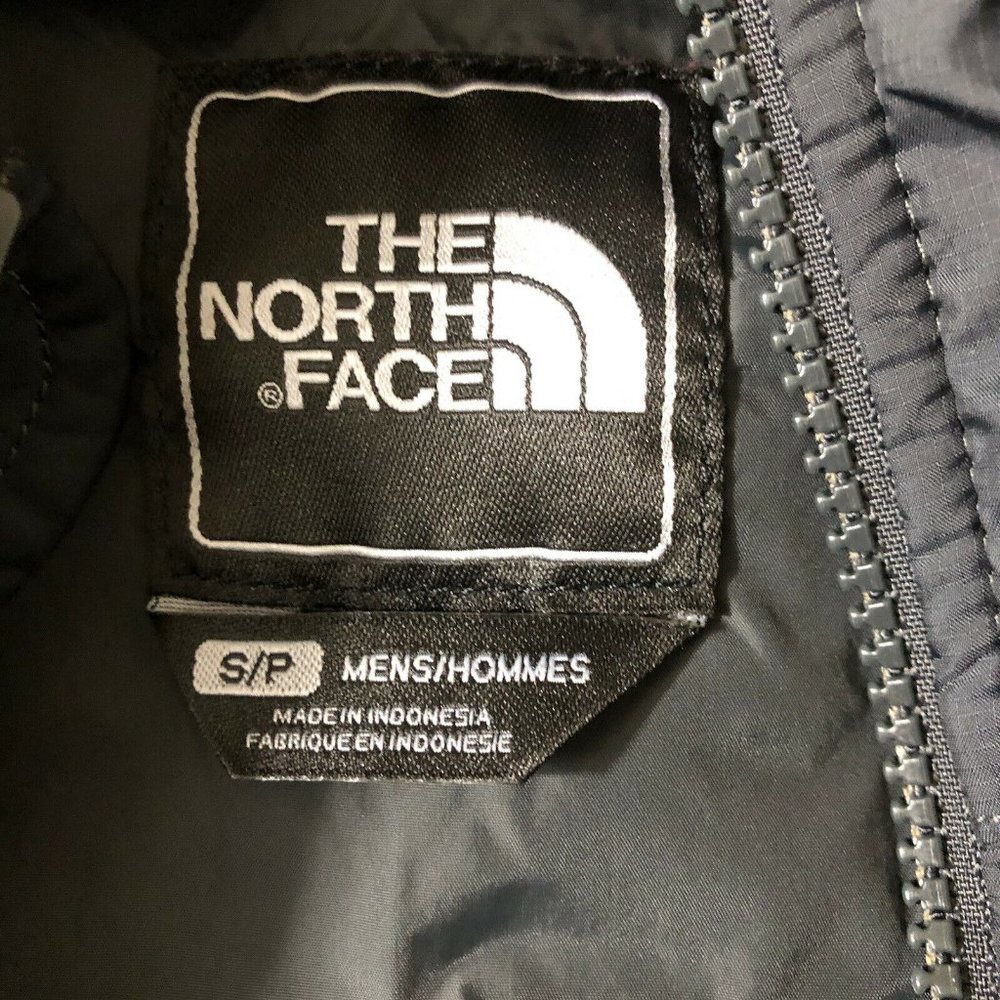 THE
NORTH
®FACE
S/P MENS/HOMMES
MADE IN INDONESIA
FABRIQUE EN INDONESIE